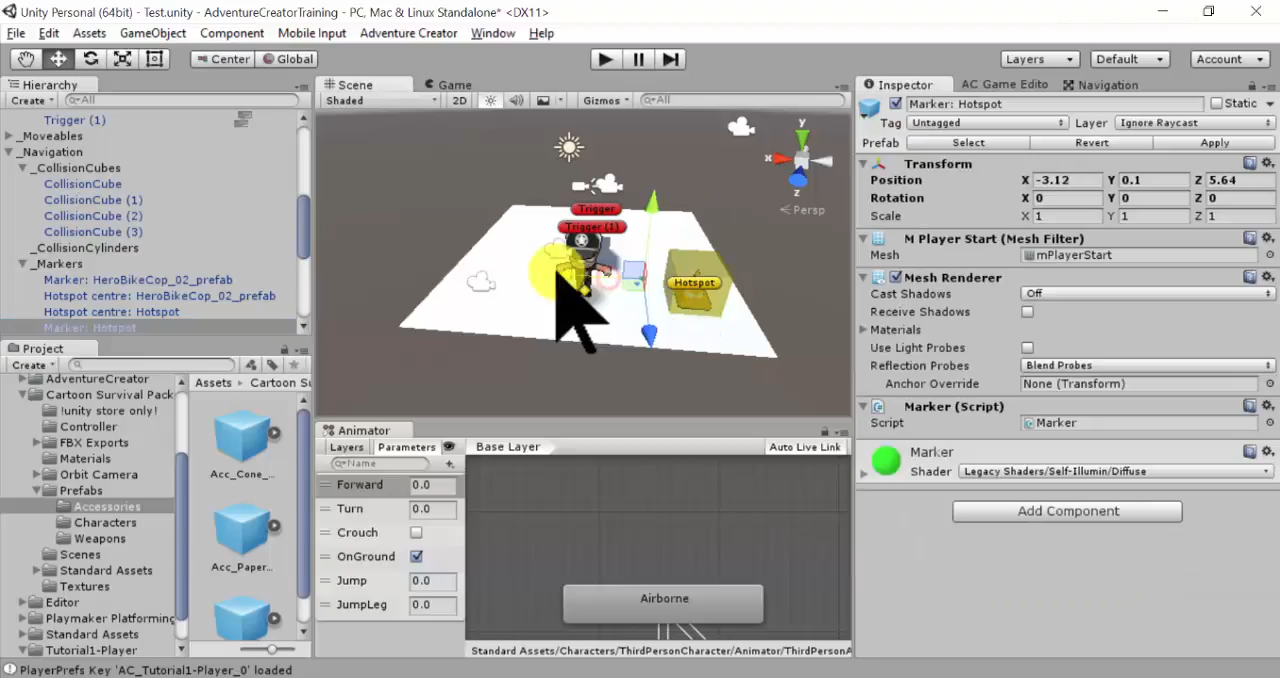 Unity Personal (64bit) - Test.unity - AdventureCreatorTraining - PC, Mac & Linux Standalone* <DX11>
File Edit Assets GameObject Component Mobile Input Adventure Creator Window Help
Center Global Layers Default Account
Hierarchy
Create All
Trigger (1)
_Moveables
_Navigation
_CollisionCubes
CollisionCube
CollisionCube (1)
CollisionCube (2)
CollisionCube (3)
_CollisionCylinders
_Markers
Marker: HeroBikeCop_02_prefab
Hotspot centre: HeroBikeCop_02_prefab
Hotspot centre: Hotspot
Marker: Hotspot
Scene Game
Shaded 2D Gizmos All
y
x
z
Persp
Trigger
Trigger (1)
Hotspot
Project
Create
AdventureCreator
Cartoon Survival Pack
!unity store only!
Controller
FBX Exports
Materials
Orbit Camera
Prefabs
Accessories
Characters
Weapons
Scenes
Standard Assets
Textures
Editor
Playmaker Platforming
Standard Assets
Tutorial1-Player
Assets Cartoon Su
Acc_Cone_...
Acc_Paper...
Animator
Layers Parameters Base Layer Auto Live Link
Name
Forward 0.0
Turn 0.0
Crouch
OnGround
Jump 0.0
JumpLeg 0.0
Airborne
Standard Assets/Characters/ThirdPersonCharacter/Animator/ThirdPersonA
Inspector AC Game Edito Navigation
Marker: Hotspot Static
Tag Untagged Layer Ignore Raycast
Prefab Select Revert Apply
Transform
Position X -3.12 Y 0.1 Z 5.64
Rotation X 0 Y 0 Z 0
Scale X 1 Y 1 Z 1
M Player Start (Mesh Filter)
Mesh mPlayerStart
Mesh Renderer
Cast Shadows Off
Receive Shadows
Materials
Use Light Probes
Reflection Probes Blend Probes
Anchor Override None (Transform)
Marker (Script)
Script Marker
Marker
Shader Legacy Shaders/Self-Illumin/Diffuse
Add Component
PlayerPrefs Key 'AC_Tutorial1-Player_0' loaded